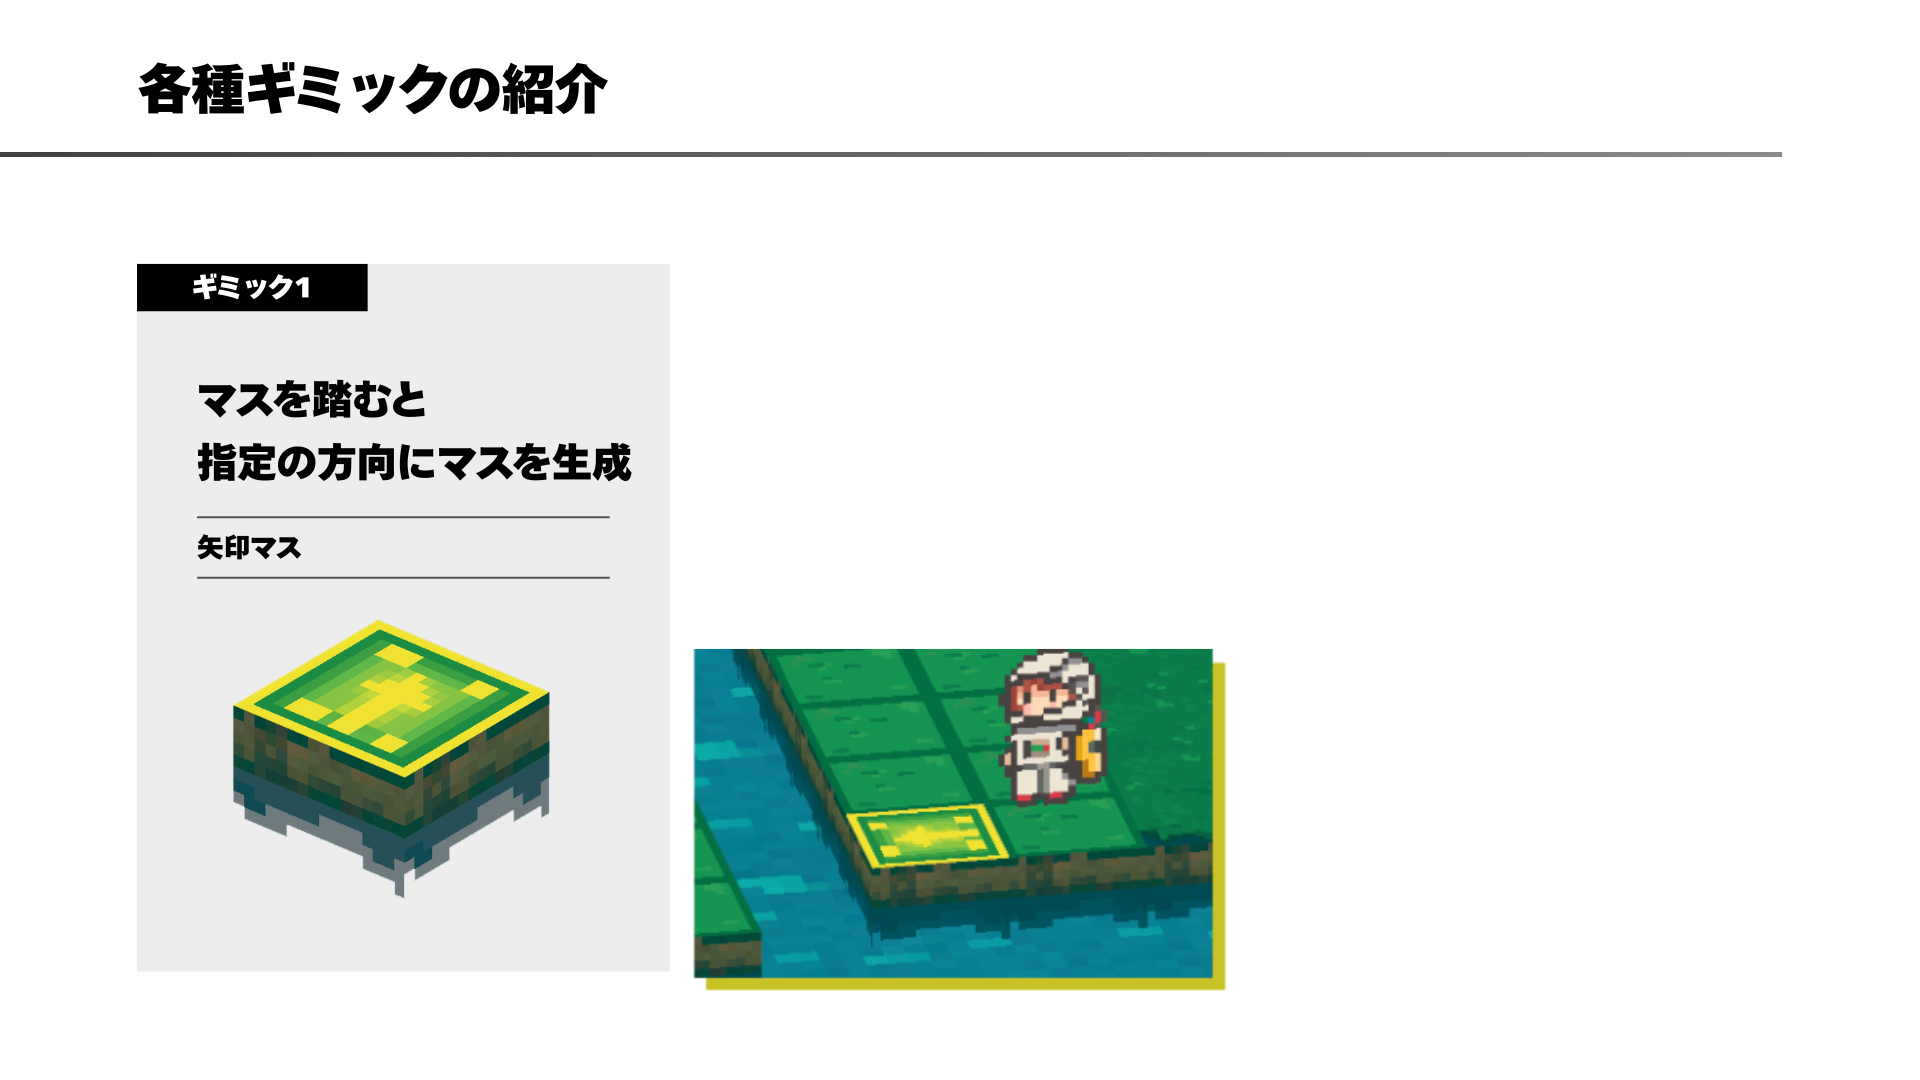 各種ギミックの紹介
ギミック1
マスを踏むと
指定の方向にマスを生成
矢印マス